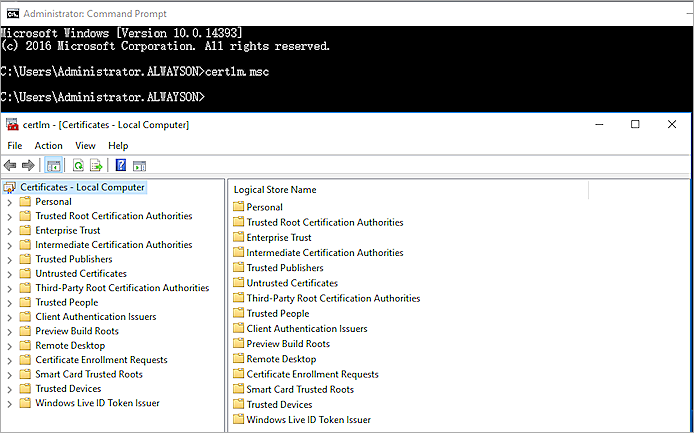 Administrator: Command Prompt
Microsoft Windows [Version 10.0.14393]
(c) 2016 Microsoft Corporation. All rights reserved.
C:\Users\Administrator.ALWAYSON>certlm.msc
C:\Users\Administrator.ALWAYSON>
certlm - [Certificates - Local Computer]
File Action View Help
Certificates - Local Computer
Personal
Trusted Root Certification Authorities
Enterprise Trust
Intermediate Certification Authorities
Trusted Publishers
Untrusted Certificates
Third-Party Root Certification Authorities
Trusted People
Client Authentication Issuers
Preview Build Roots
Remote Desktop
Certificate Enrollment Requests
Smart Card Trusted Roots
Trusted Devices
Windows Live ID Token Issuer
Logical Store Name
Personal
Trusted Root Certification Authorities
Enterprise Trust
Intermediate Certification Authorities
Trusted Publishers
Untrusted Certificates
Third-Party Root Certification Authorities
Trusted People
Client Authentication Issuers
Preview Build Roots
Remote Desktop
Certificate Enrollment Requests
Smart Card Trusted Roots
Trusted Devices
Windows Live ID Token Issuer